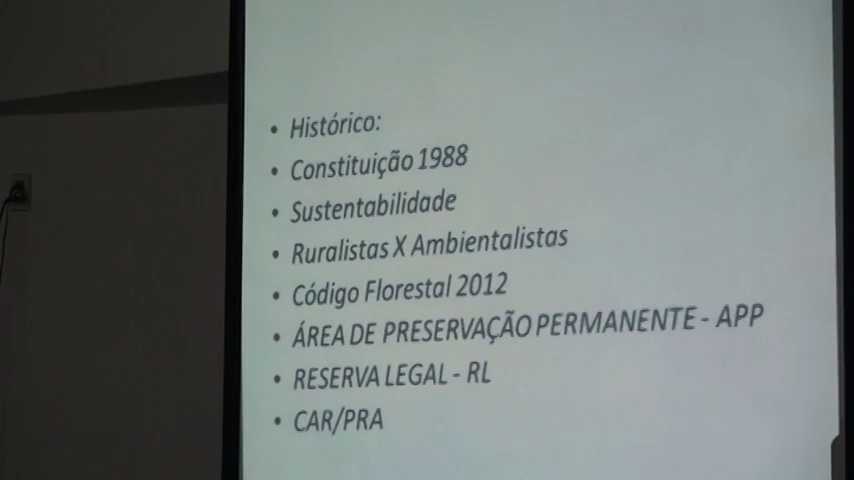 • Histórico:
• Constituição 1988
• Sustentabilidade
• Ruralistas X Ambientalistas
• Código Florestal 2012
• ÁREA DE PRESERVAÇÃO PERMANENTE - APP
• RESERVA LEGAL - RL
• CAR/PRA